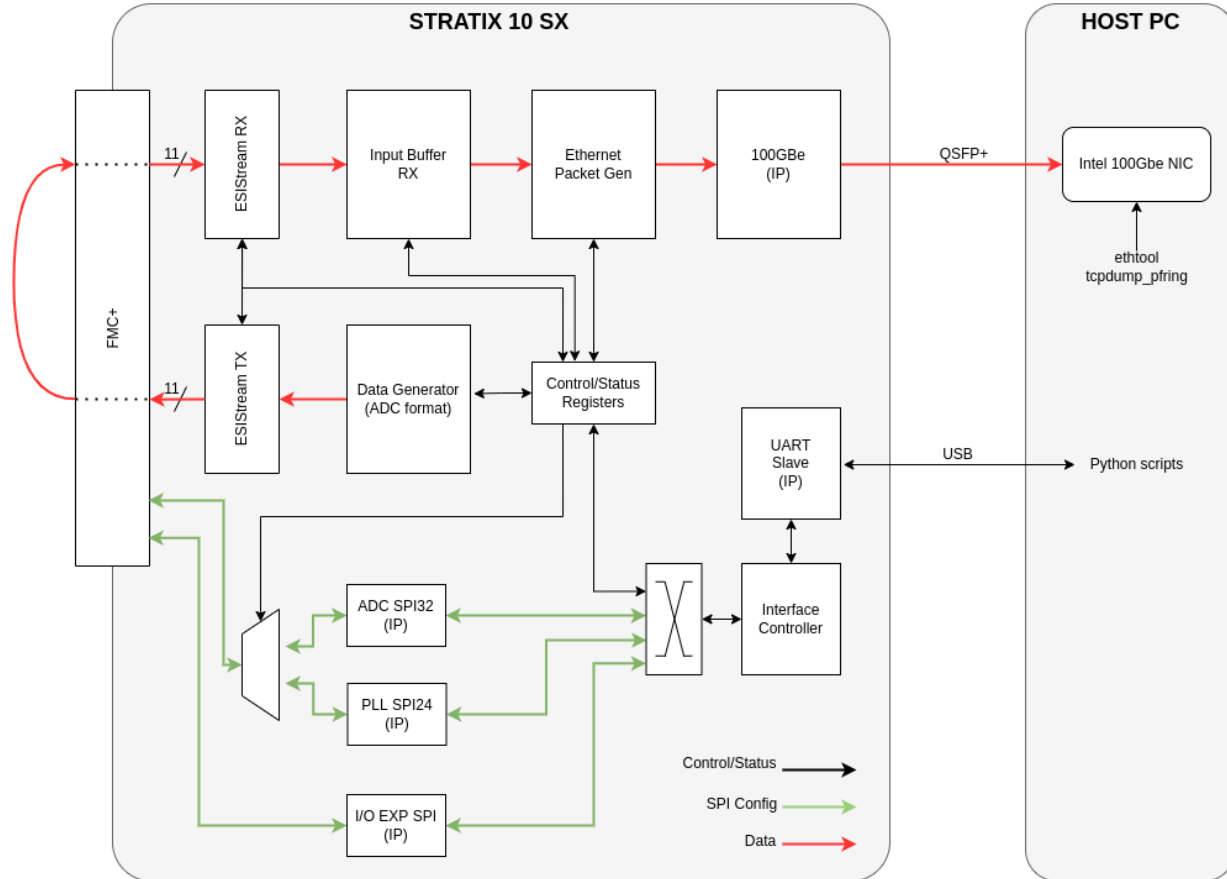 STRATIX 10 SX
HOST PC
FMC+
11
ESIStream RX
Input Buffer
RX
Ethernet
Packet Gen
100GBe
(IP)
QSFP+
Intel 100Gbe NIC
ethtool
tcpdump_pfring
11
ESIStream TX
Data Generator
(ADC format)
Control/Status
Registers
UART
Slave
(IP)
USB
Python scripts
ADC SPI32
(IP)
Interface
Controller
PLL SPI24
(IP)
I/O EXP SPI
(IP)
Control/Status
SPI Config
Data